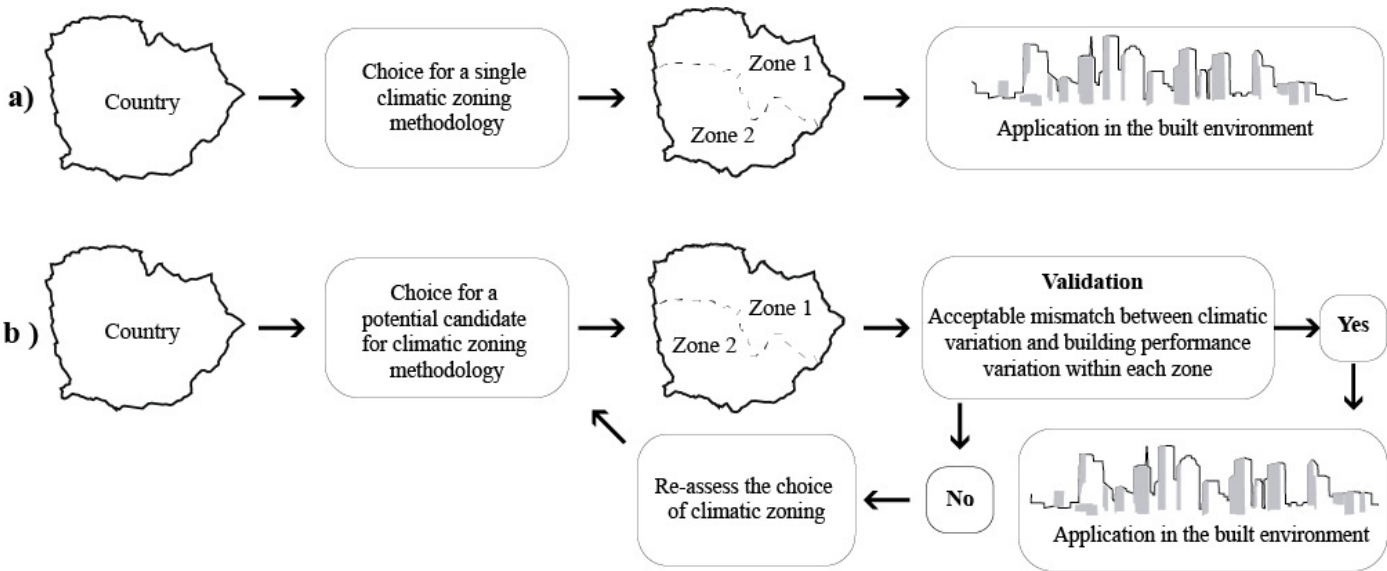 a)
Country
Choice for a single
climatic zoning
methodology
Zone 1
Zone 2
Application in the built environment
b )
Country
Choice for a
potential candidate
for climatic zoning
methodology
Zone 1
Zone 2
Validation
Acceptable mismatch between climatic
variation and building performance
variation within each zone
Yes
Re-assess the choice
of climatic zoning
No
Application in the built environment